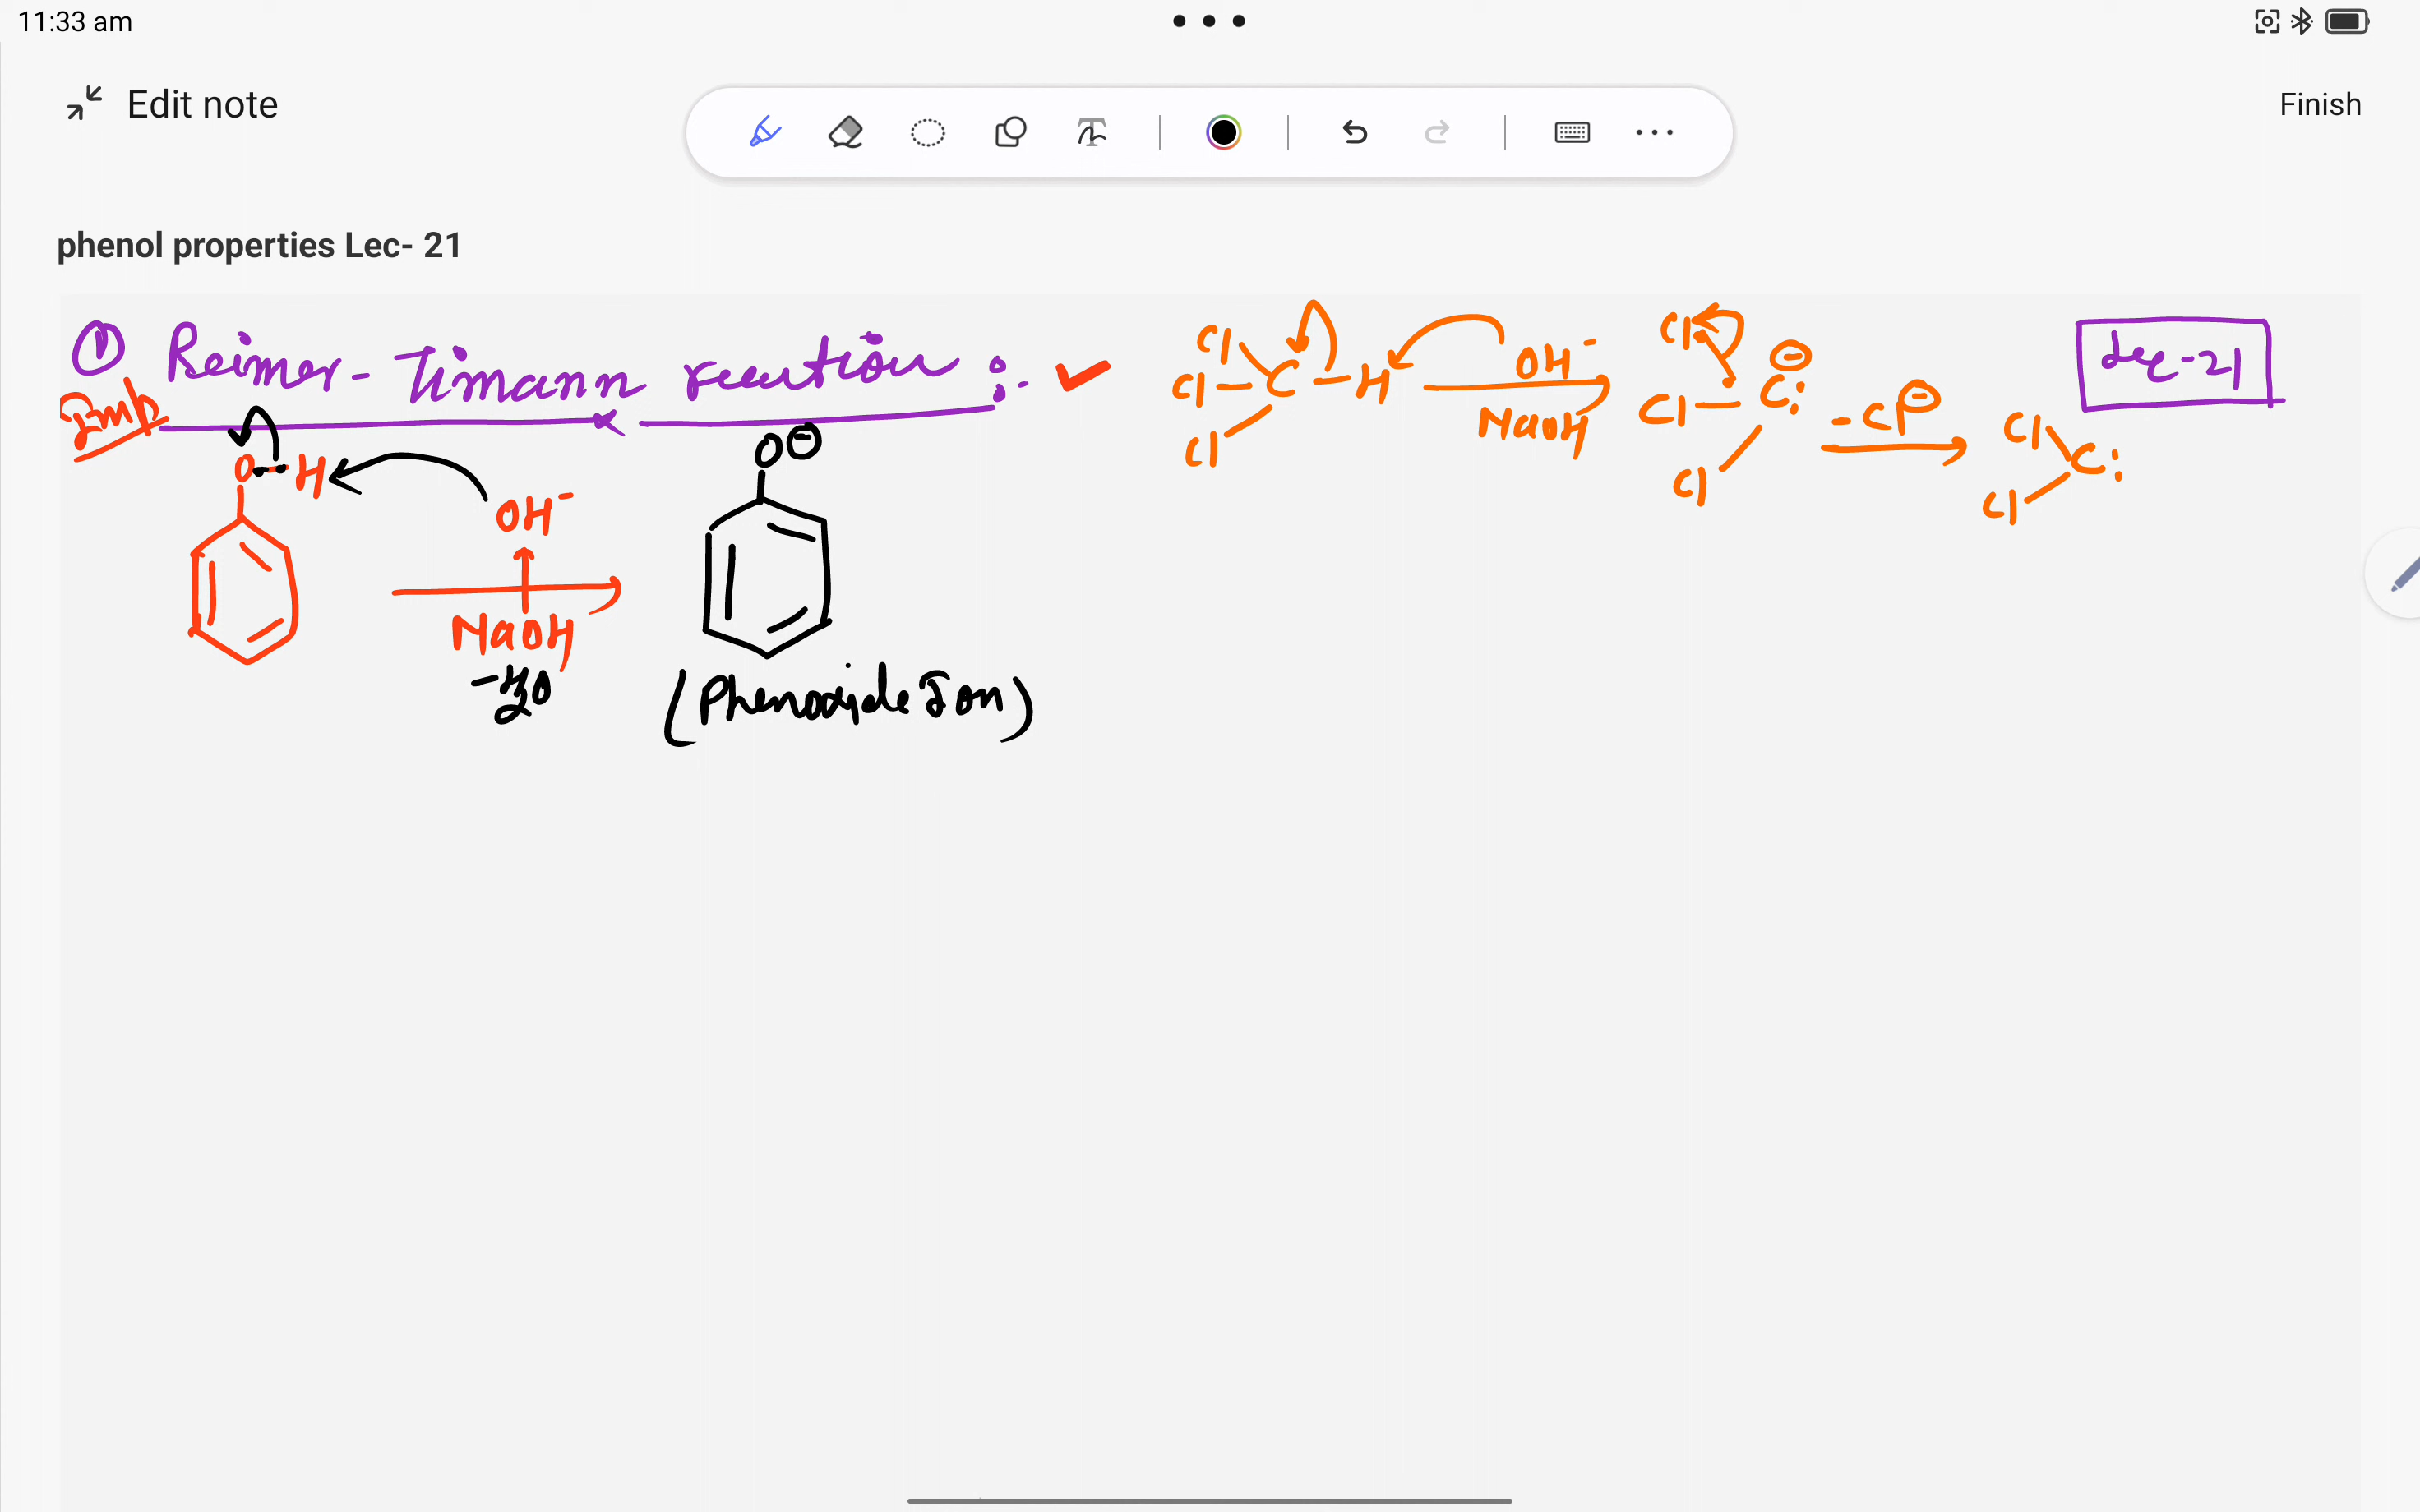 11:33 am
Edit note
Finish
phenol properties Lec- 21
① Reimer-Timann reaction :-
Imp
Cl
Cl - C - H
Cl
OH⁻
NaOH
Cl
Cl - C: ⊖
Cl
- Cl⊖
Cl
C:
Cl
Lec-21
O-H
OH⁻
NaOH
O⊖
(Phenoxide Ion)